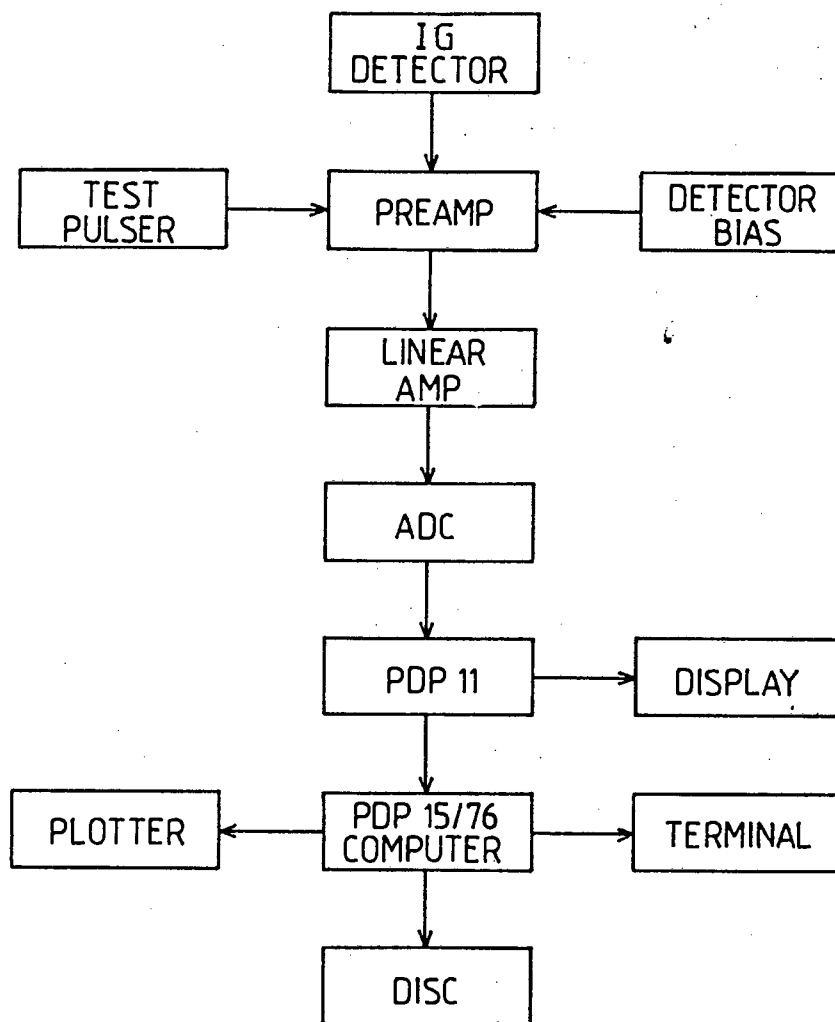 IG
DETECTOR
TEST
PULSER
PREAMP
DETECTOR
BIAS
LINEAR
AMP
ADC
PDP 11
DISPLAY
PLOTTER
PDP 15/76
COMPUTER
TERMINAL
DISC